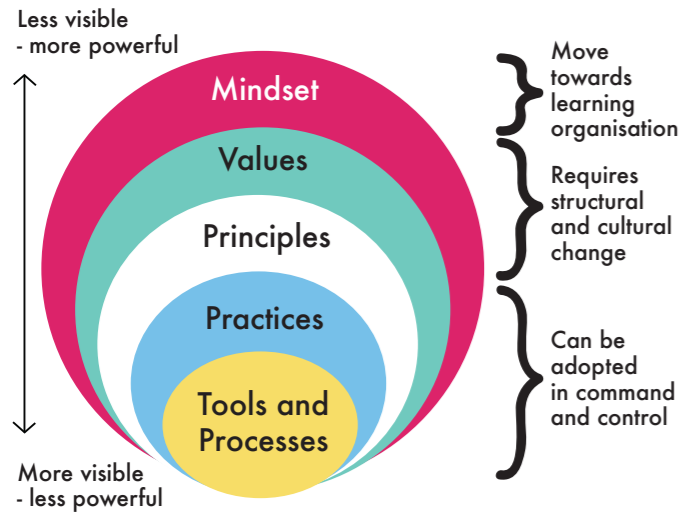 Less visible
- more powerful
Mindset
Values
Principles
Practices
Tools and
Processes
More visible
- less powerful
Move
towards
learning
organisation
Requires
structural
and cultural
change
Can be
adopted
in command
and control